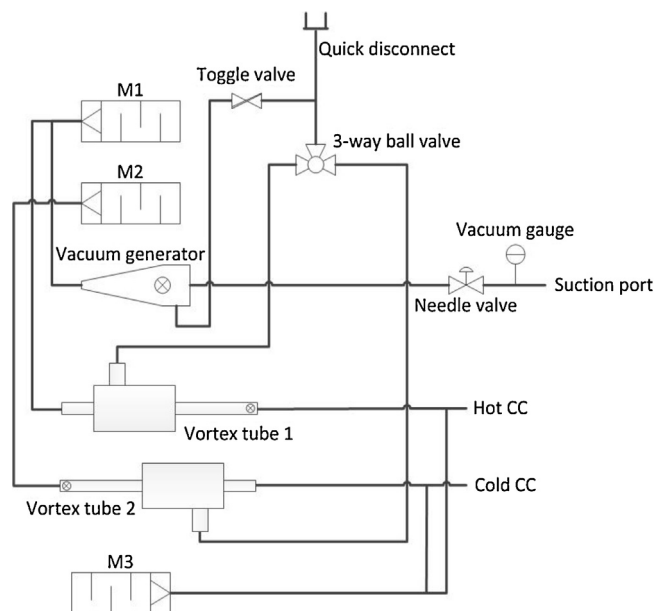 Quick disconnect
Toggle valve
M1
3-way ball valve
M2
Vacuum gauge
Vacuum generator
Suction port
Needle valve
Hot CC
Vortex tube 1
Cold CC
Vortex tube 2
M3